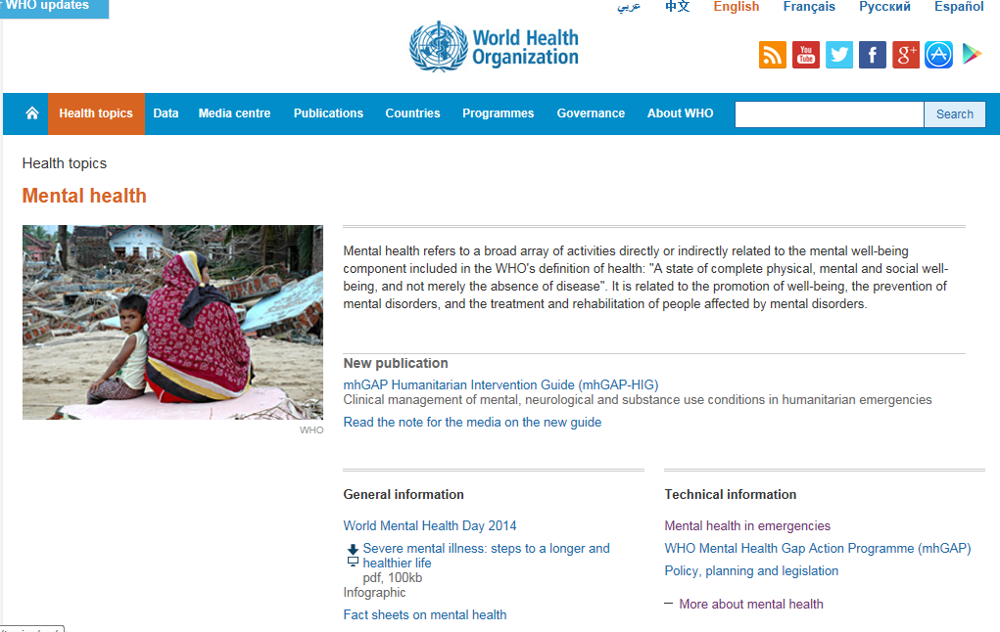 WHO updates
عربي
中文
English
Français
Русский
Español
World Health
Organization
You
Tube
g+
Health topics
Data
Media centre
Publications
Countries
Programmes
Governance
About WHO
Search
Health topics
Mental health
Mental health refers to a broad array of activities directly or indirectly related to the mental well-being
component included in the WHO's definition of health: "A state of complete physical, mental and social well-
being, and not merely the absence of disease". It is related to the promotion of well-being, the prevention of
mental disorders, and the treatment and rehabilitation of people affected by mental disorders.
WHO
New publication
mhGAP Humanitarian Intervention Guide (mhGAP-HIG)
Clinical management of mental, neurological and substance use conditions in humanitarian emergencies
Read the note for the media on the new guide
General information
World Mental Health Day 2014
Severe mental illness: steps to a longer and
healthier life
pdf, 100kb
Infographic
Fact sheets on mental health
Technical information
Mental health in emergencies
WHO Mental Health Gap Action Programme (mhGAP)
Policy, planning and legislation
— More about mental health